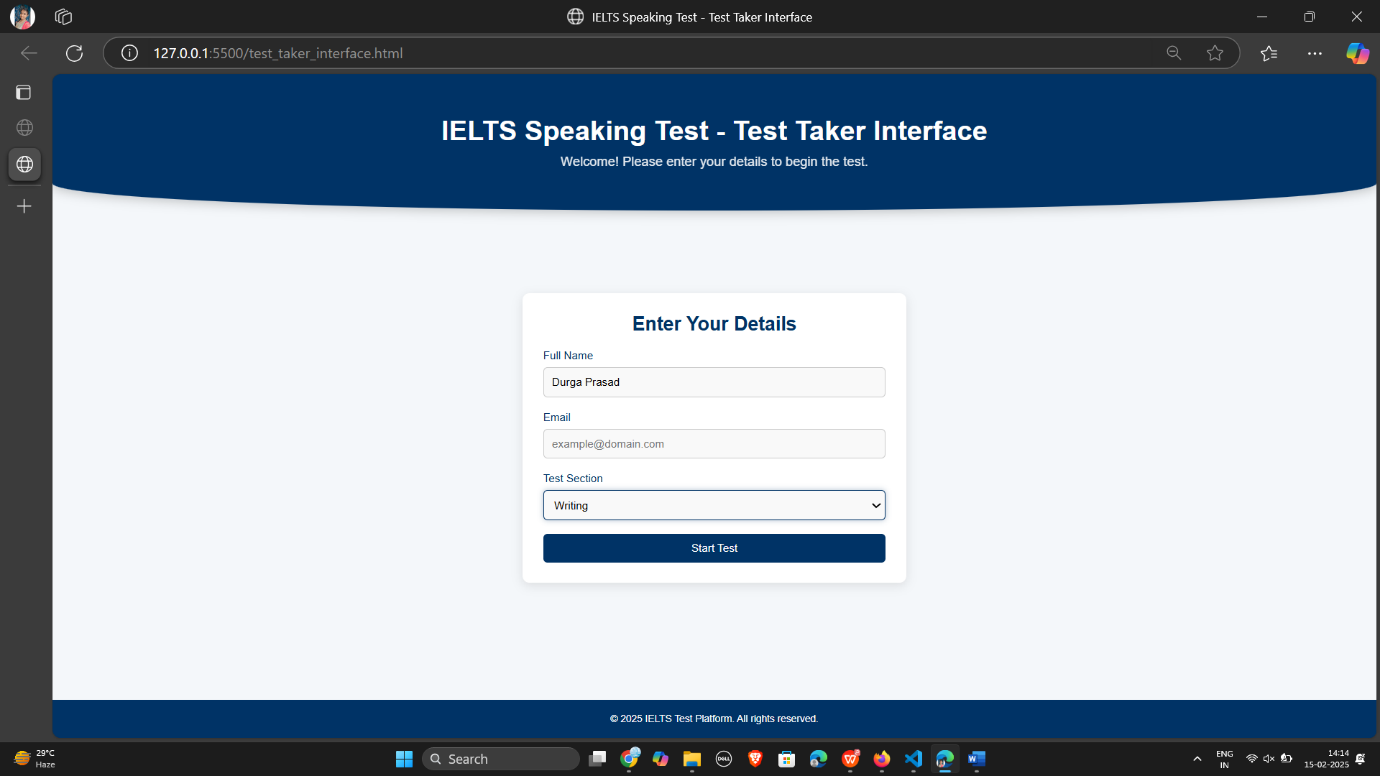 IELTS Speaking Test - Test Taker Interface
127.0.0.1:5500/test_taker_interface.html
IELTS Speaking Test - Test Taker Interface
Welcome! Please enter your details to begin the test.
Enter Your Details
Full Name
Durga Prasad
Email
example@domain.com
Test Section
Writing
Start Test
© 2025 IELTS Test Platform. All rights reserved.
29°C
Haze
Search
DELL
ENG
IN
14:14
15-02-2025